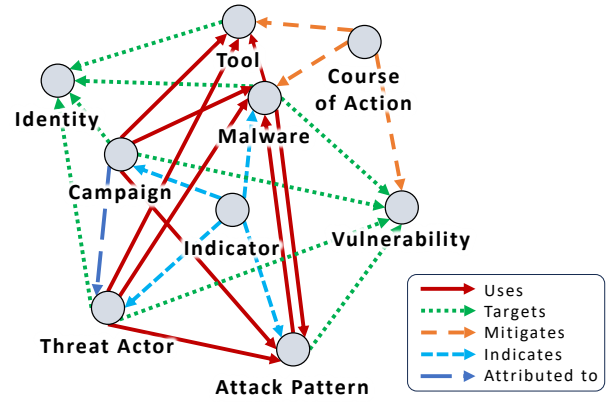 Tool
Course
of Action
Identity
Malware
Campaign
Indicator
Vulnerability
Threat Actor
Attack Pattern
Uses
Targets
Mitigates
Indicates
Attributed to